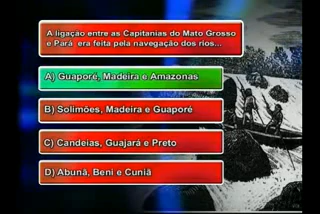 A ligação entre as Capitanias do Mato Grosso
e Pará era feita pela navegação dos rios...
A) Guaporé, Madeira e Amazonas
B) Solimões, Madeira e Guaporé
C) Candeias, Guajará e Preto
D) Abunã, Beni e Cuniã